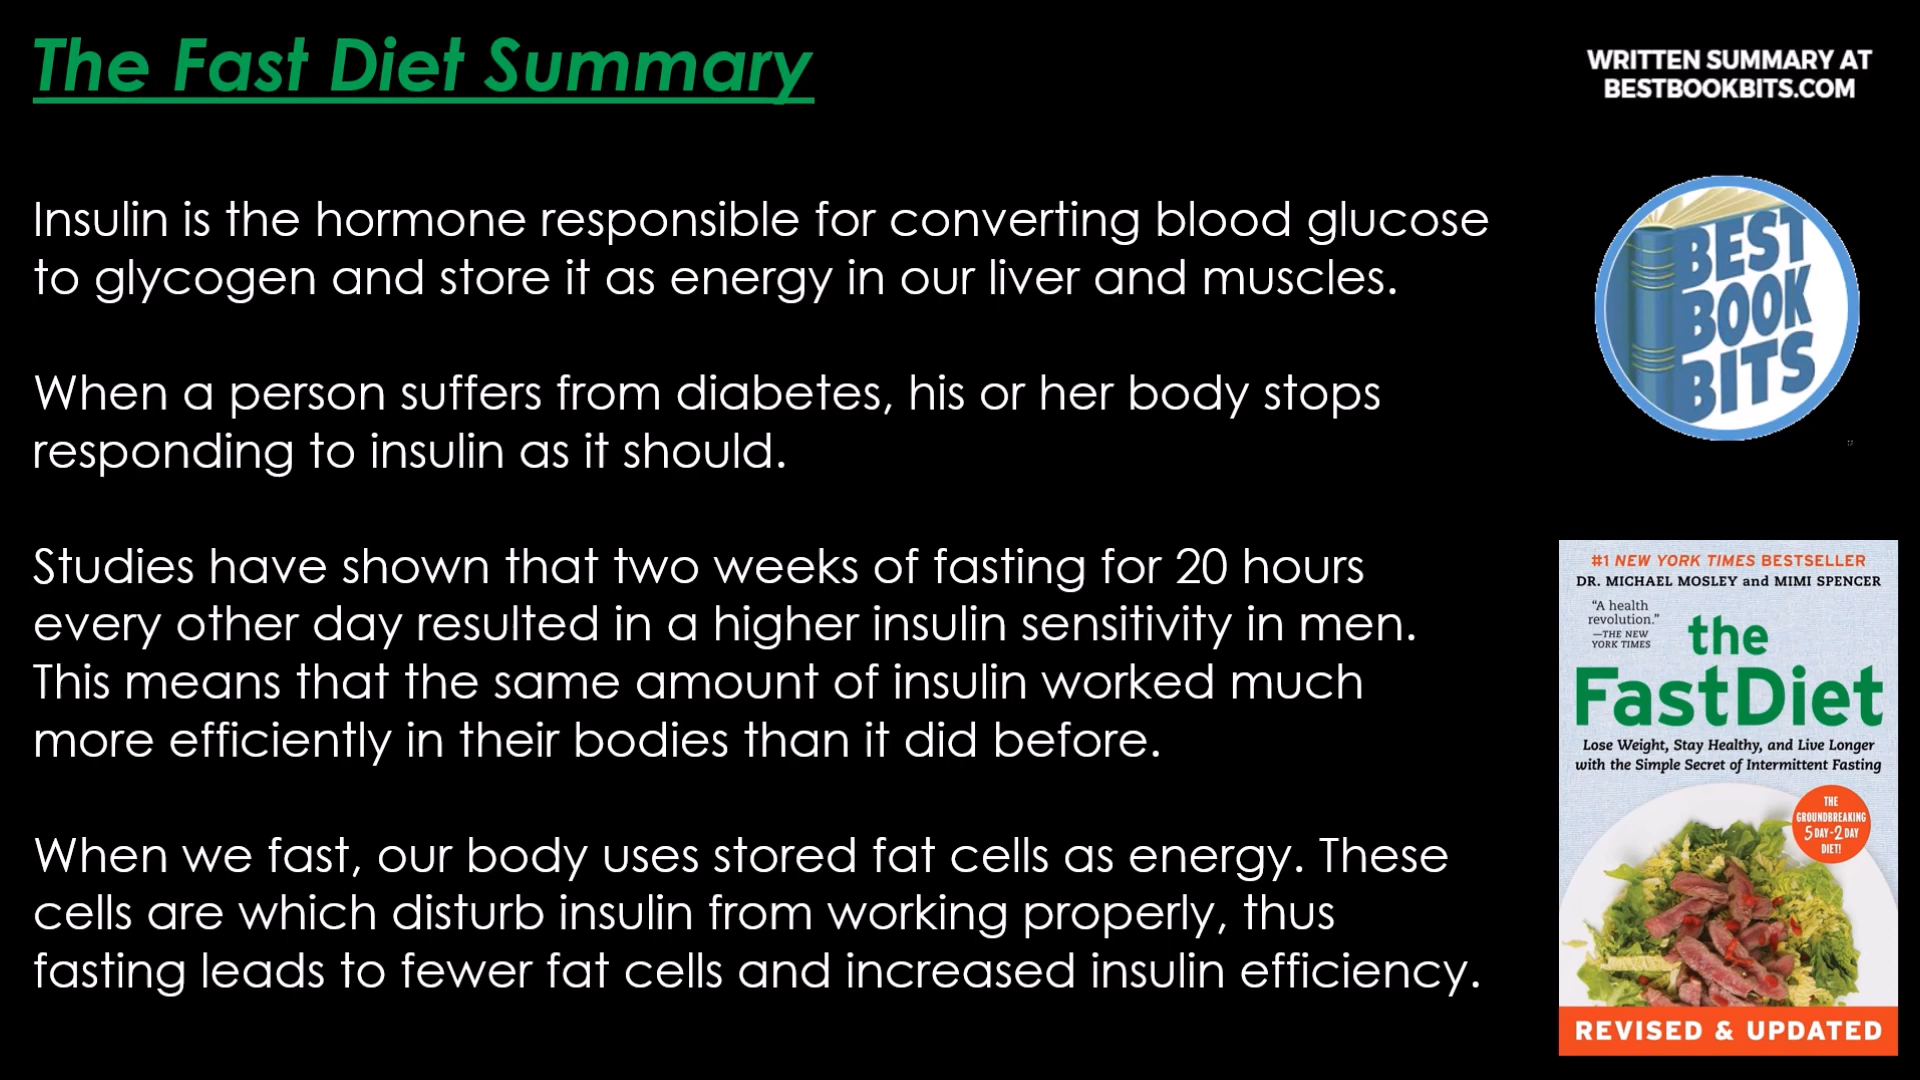 The Fast Diet Summary
WRITTEN SUMMARY AT
BESTBOOKBITS.COM
Insulin is the hormone responsible for converting blood glucose
to glycogen and store it as energy in our liver and muscles.
When a person suffers from diabetes, his or her body stops
responding to insulin as it should.
Studies have shown that two weeks of fasting for 20 hours
every other day resulted in a higher insulin sensitivity in men.
This means that the same amount of insulin worked much
more efficiently in their bodies than it did before.
When we fast, our body uses stored fat cells as energy. These
cells are which disturb insulin from working properly, thus
fasting leads to fewer fat cells and increased insulin efficiency.
BEST
BOOK
BITS
#1 NEW YORK TIMES BESTSELLER
DR. MICHAEL MOSLEY and MIMI SPENCER
"A health
revolution."
—THE NEW
YORK TIMES
the
FastDiet
Lose Weight, Stay Healthy, and Live Longer
with the Simple Secret of Intermittent Fasting
THE
GROUNDBREAKING
5 DAY-2 DAY
DIET!
REVISED & UPDATED